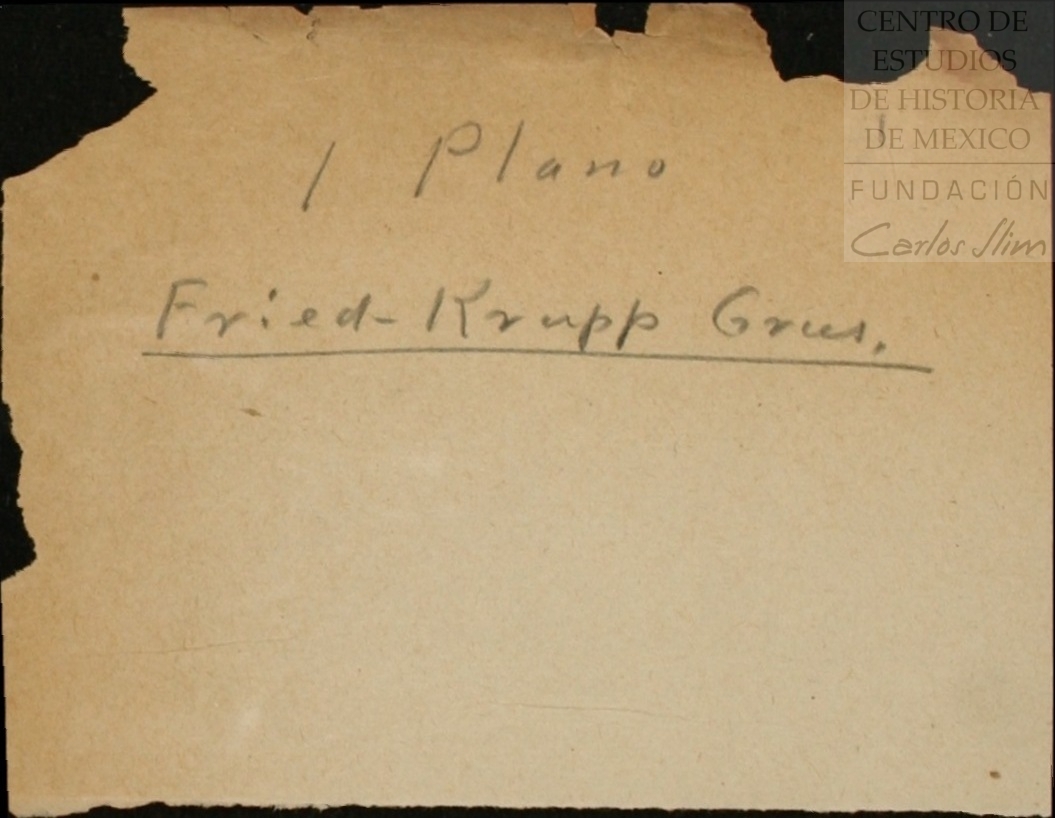 CENTRO DE
ESTUDIOS
DE HISTORIA
DE MEXICO
FUNDACIÓN
Carlos Slim
1 Plano
Fried-Krupp Grus.